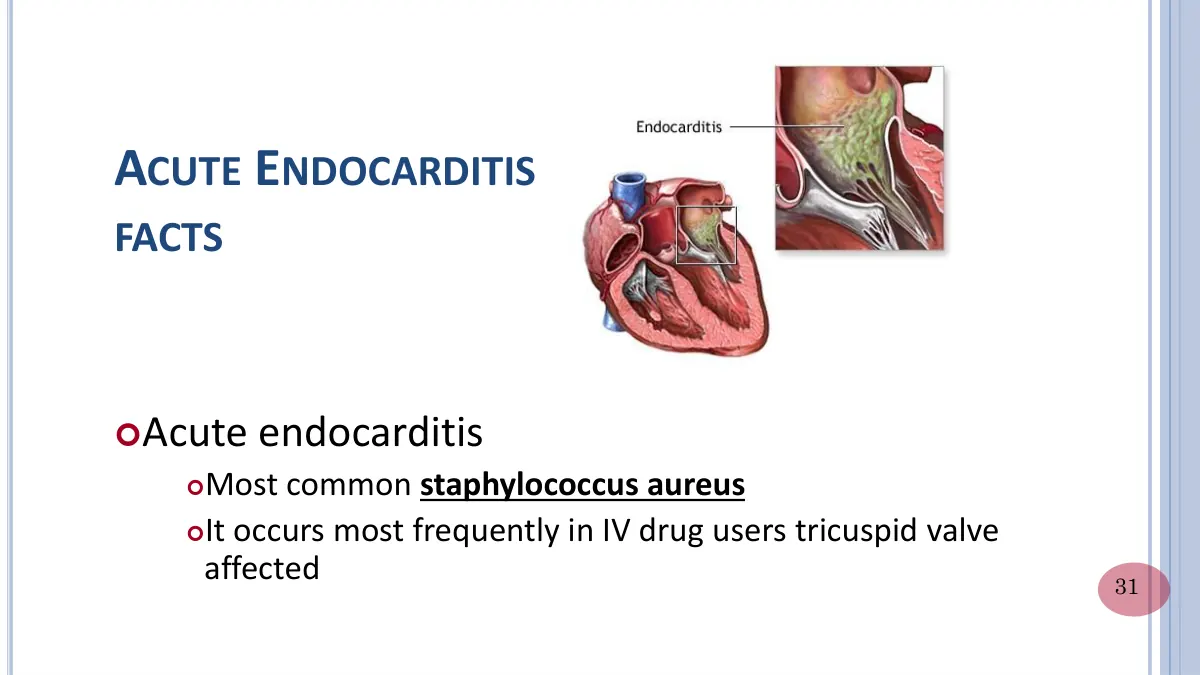 Endocarditis
ACUTE ENDOCARDITIS
FACTS
Acute endocarditis
Most common staphylococcus aureus
It occurs most frequently in IV drug users tricuspid valve
affected
31